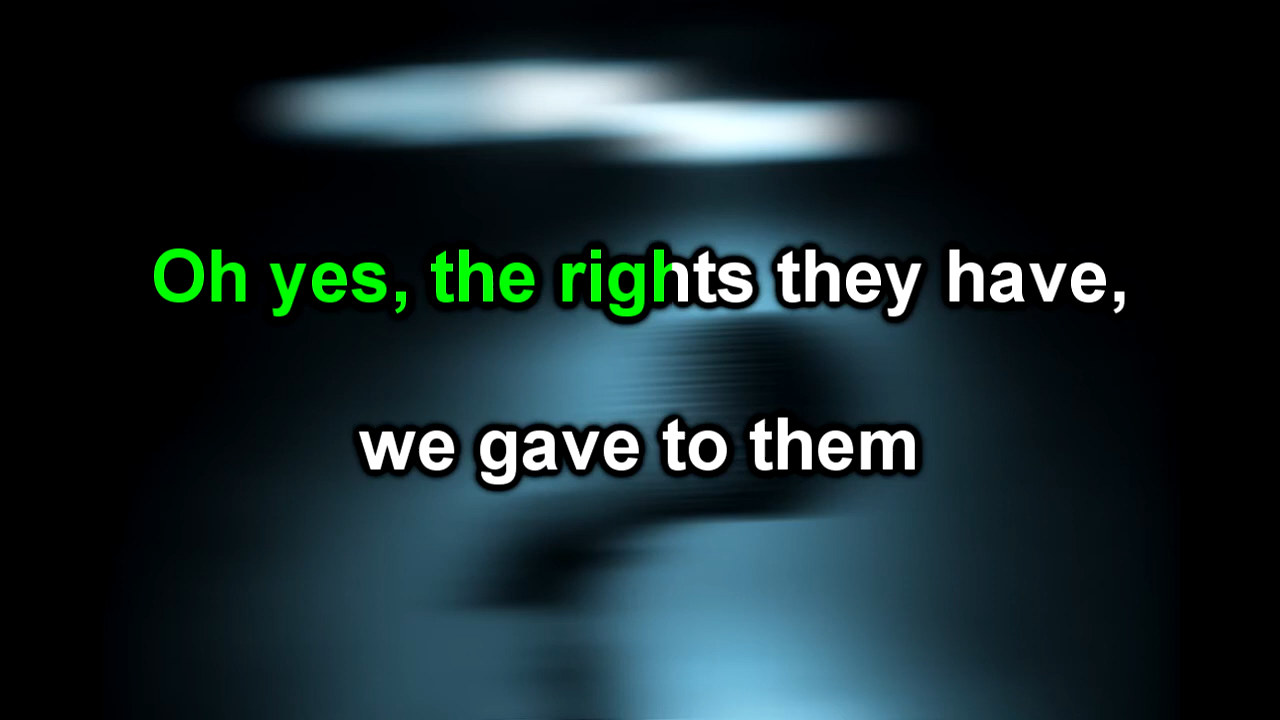 Oh yes, the rights they have,
we gave to them